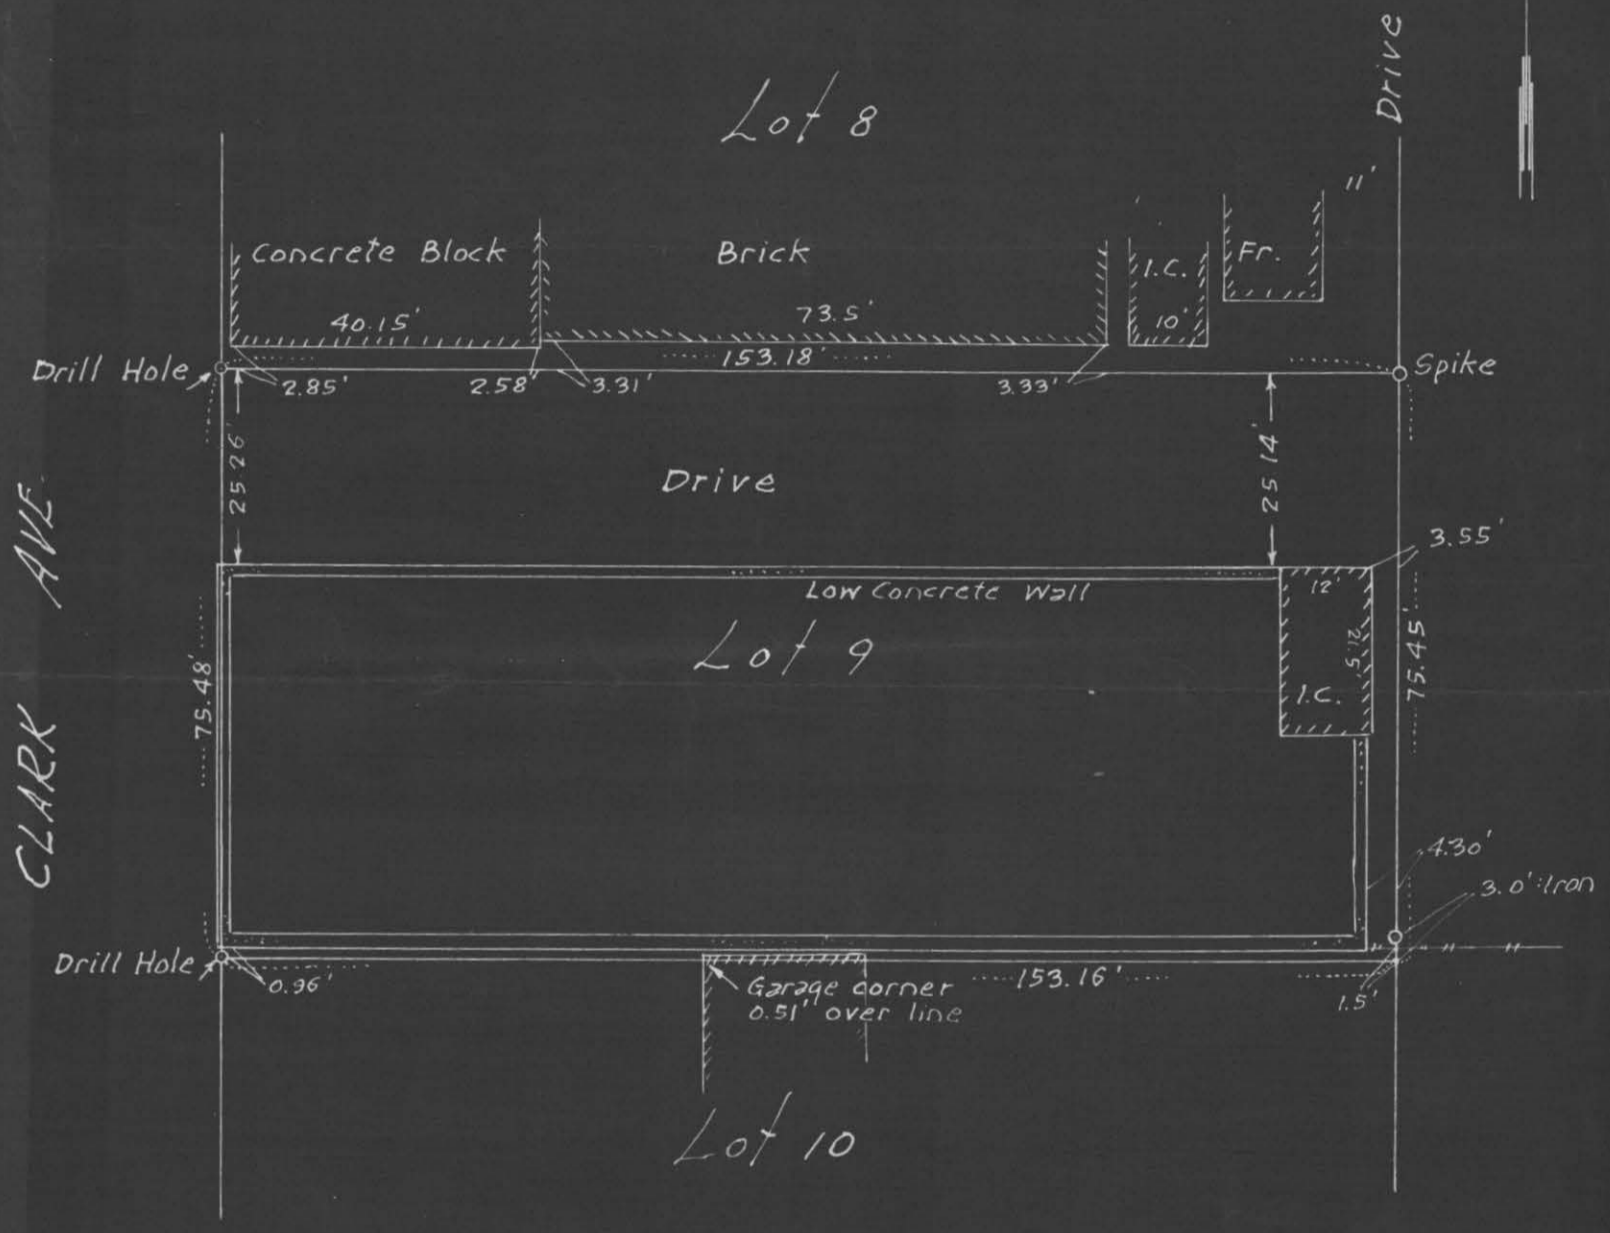 Drive
Lot 8
11'
Concrete Block
Brick
I.C.
Fr.
40.15'
73.5'
10'
153.18'
Drill Hole
Spike
2.85'
2.58'
3.31'
3.33'
25.26'
25.14'
Drive
3.55'
Low Concrete Wall
12'
21.5'
I.C.
Lot 9
75.48'
75.45'
CLARK AVE.
4.30'
3.0' Iron
Drill Hole
0.96'
Garage corner
0.51' over line
153.16'
1.5'
Lot 10